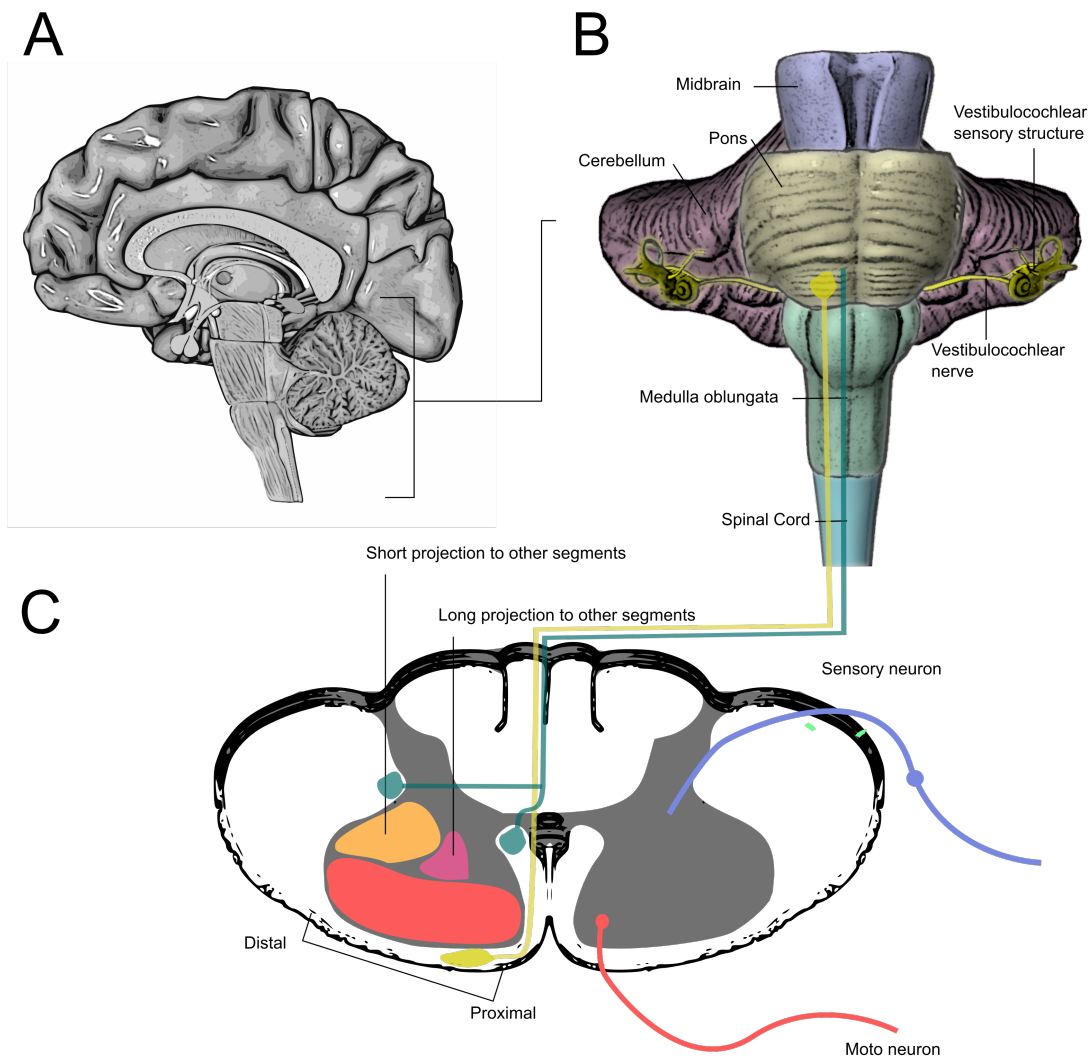 A
B
Midbrain
Vestibulocochlear
sensory structure
Pons
Cerebellum
Vestibulocochlear
nerve
Medulla oblungata
Spinal Cord
Short projection to other segments
C
Long projection to other segments
Sensory neuron
Distal
Proximal
Moto neuron